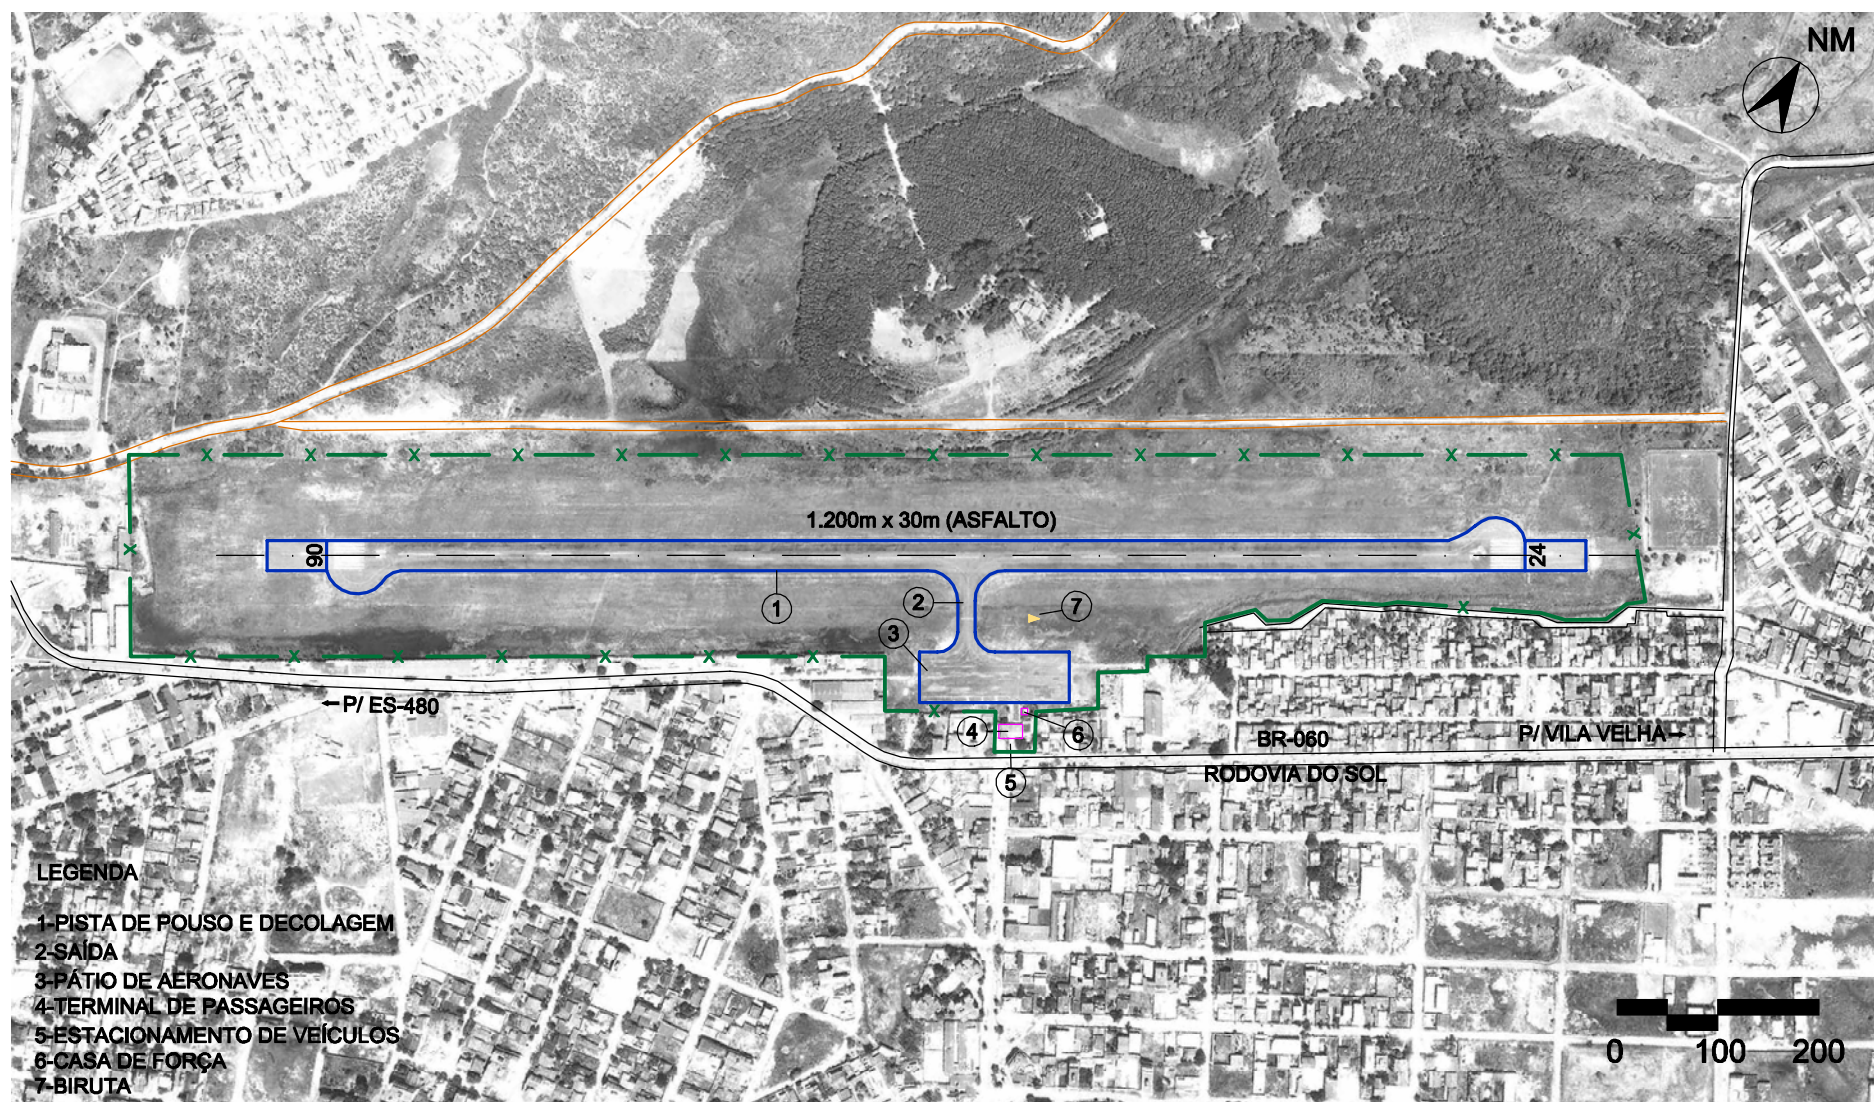 NM
1.200m x 30m (ASFALTO)
06
24
1
2
7
3
← P/ ES-480
4
6
BR-060
P/ VILA VELHA →
5
RODOVIA DO SOL
LEGENDA
1-PISTA DE POUSO E DECOLAGEM
2-SAÍDA
3-PÁTIO DE AERONAVES
4-TERMINAL DE PASSAGEIROS
5-ESTACIONAMENTO DE VEÍCULOS
6-CASA DE FORÇA
7-BIRUTA
0 100 200